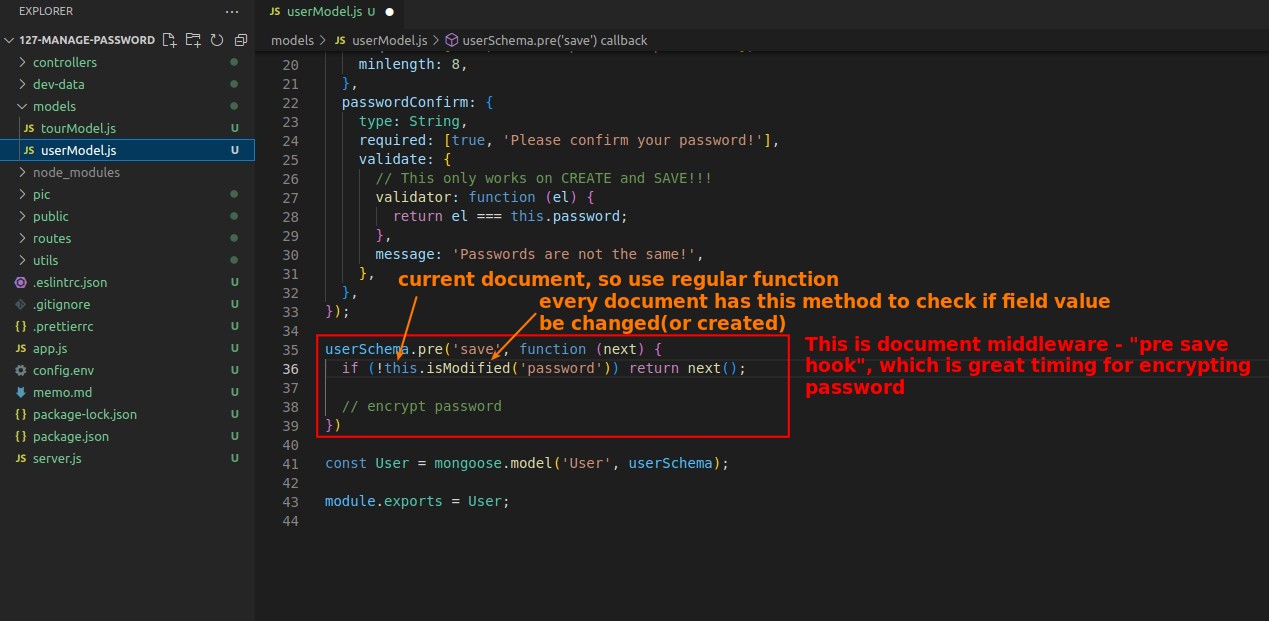 EXPLORER ...
JS userModel.js U ●
127-MANAGE-PASSWORD
models > JS userModel.js > userSchema.pre('save') callback
controllers
dev-data
models
JS tourModel.js U
JS userModel.js U
node_modules
pic
public
routes
utils
.eslintrc.json U
.gitignore U
{} .prettierrc U
JS app.js U
config.env U
memo.md U
{} package-lock.json U
{} package.json U
JS server.js U
20 minlength: 8,
21 },
22 passwordConfirm: {
23 type: String,
24 required: [true, 'Please confirm your password!'],
25 validate: {
26 // This only works on CREATE and SAVE!!!
27 validator: function (el) {
28 return el === this.password;
29 },
30 message: 'Passwords are not the same!',
31 },
32 },
33 });
34
35 userSchema.pre('save', function (next) {
36 if (!this.isModified('password')) return next();
37
38 // encrypt password
39 })
40
41 const User = mongoose.model('User', userSchema);
42
43 module.exports = User;
44
current document, so use regular function
every document has this method to check if field value
be changed(or created)
This is document middleware - "pre save
hook", which is great timing for encrypting
password